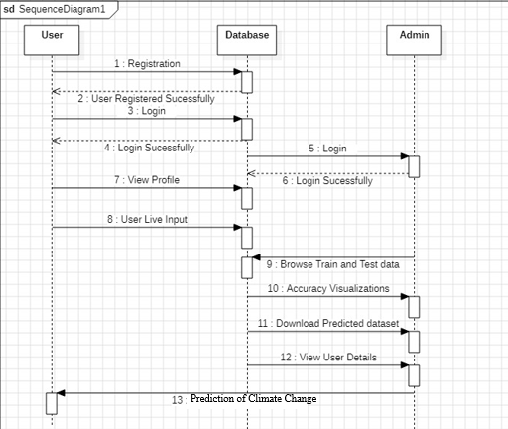 sd SequenceDiagram1
User
Database
Admin
1 : Registration
2 : User Registered Sucessfully
3 : Login
4 : Login Sucessfully
5 : Login
6 : Login Sucessfully
7 : View Profile
8 : User Live Input
9 : Browse Train and Test data
10 : Accuracy Visualizations
11 : Download Predicted dataset
12 : View User Details
13 : Prediction of Climate Change